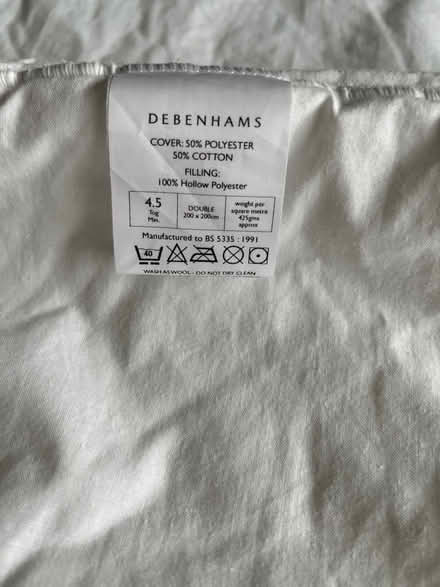 DEBENHAMS
COVER: 50% POLYESTER
50% COTTON
FILLING:
100% Hollow Polyester
4.5
Tog
Min.
DOUBLE
200 x 200cm
weight per
square metre
425gms
approx
Manufactured to BS 5335 : 1991
40
WASH AS WOOL - DO NOT DRY CLEAN